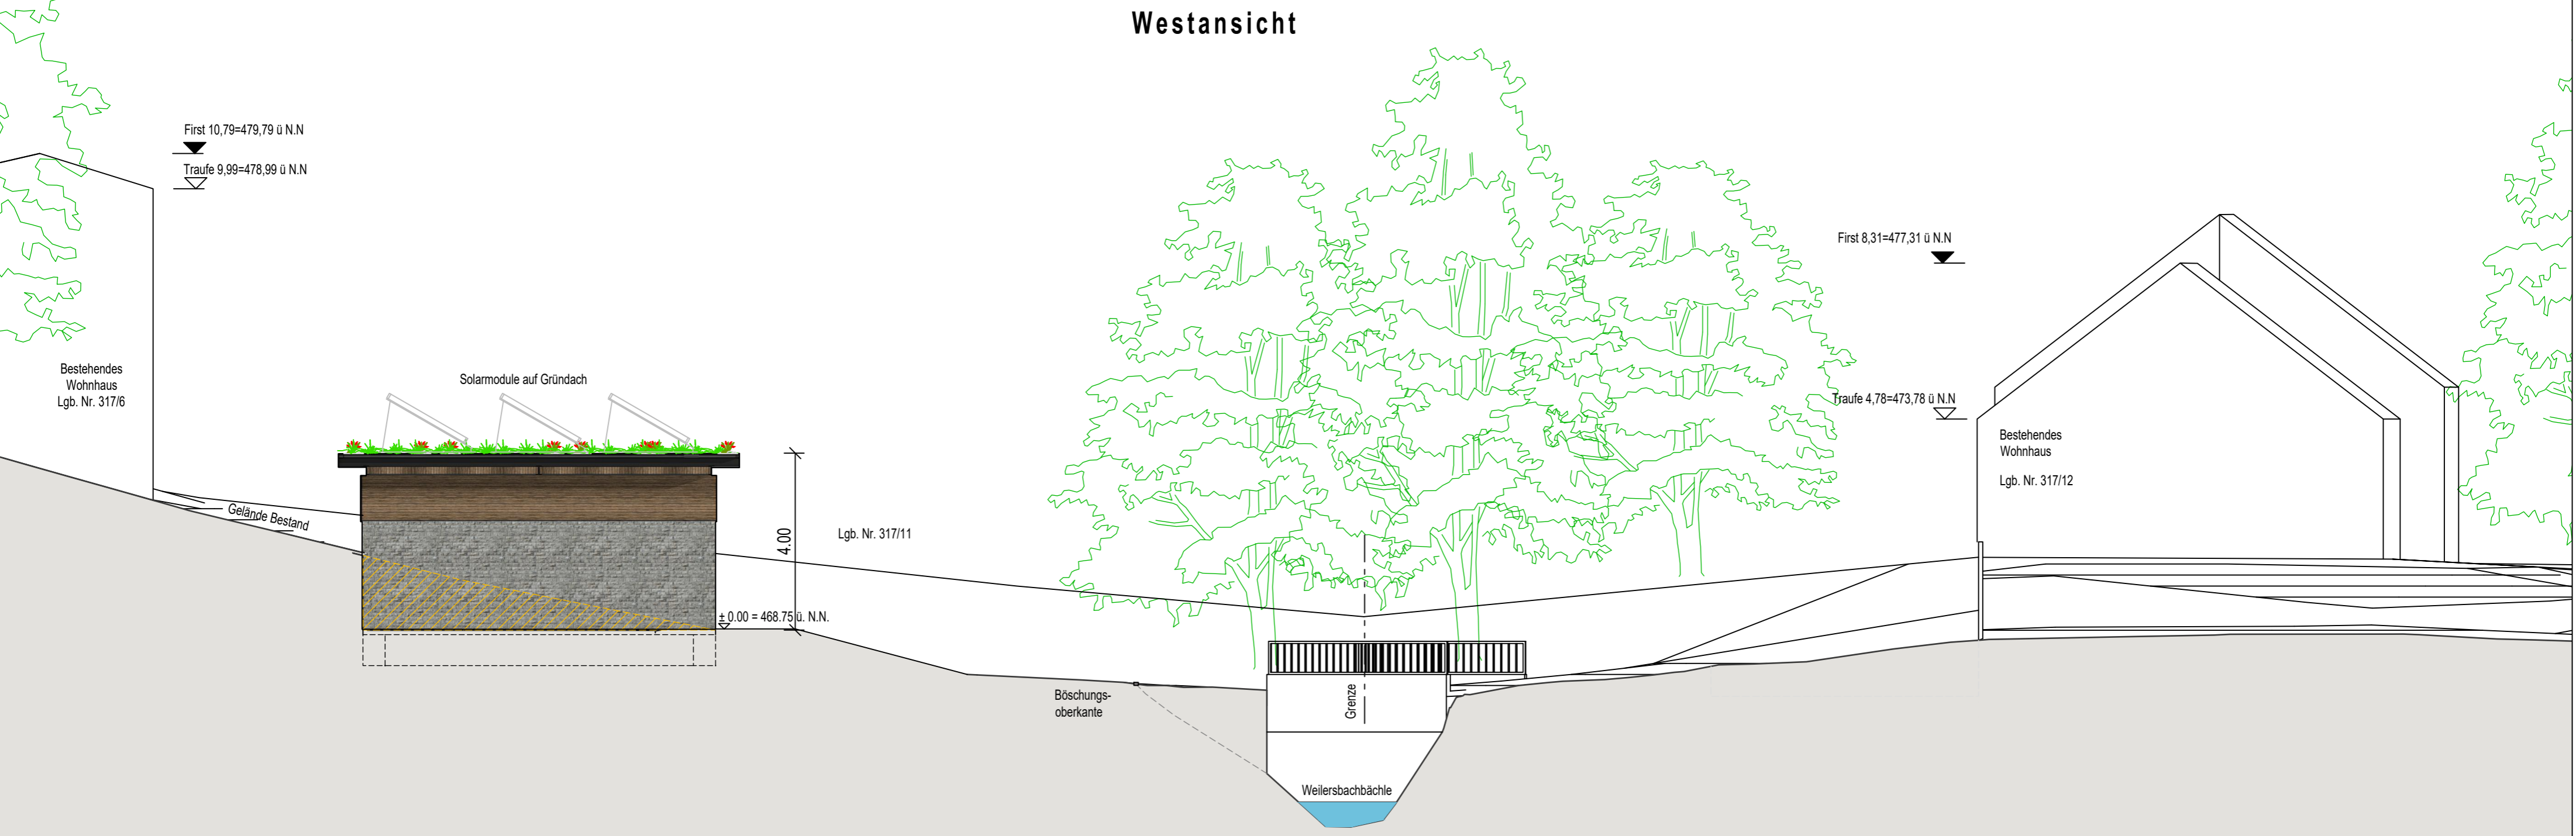 Westansicht
First 10,79=479,79 ü N.N
Traufe 9,99=478,99 ü N.N
Bestehendes
Wohnhaus
Lgb. Nr. 317/6
Gelände Bestand
Solarmodule auf Gründach
4.00
Lgb. Nr. 317/11
± 0.00 = 468.75 ü. N.N.
Böschungs-
oberkante
Grenze
Weilersbachbächle
First 8,31=477,31 ü N.N
Traufe 4,78=473,78 ü N.N
Bestehendes
Wohnhaus
Lgb. Nr. 317/12